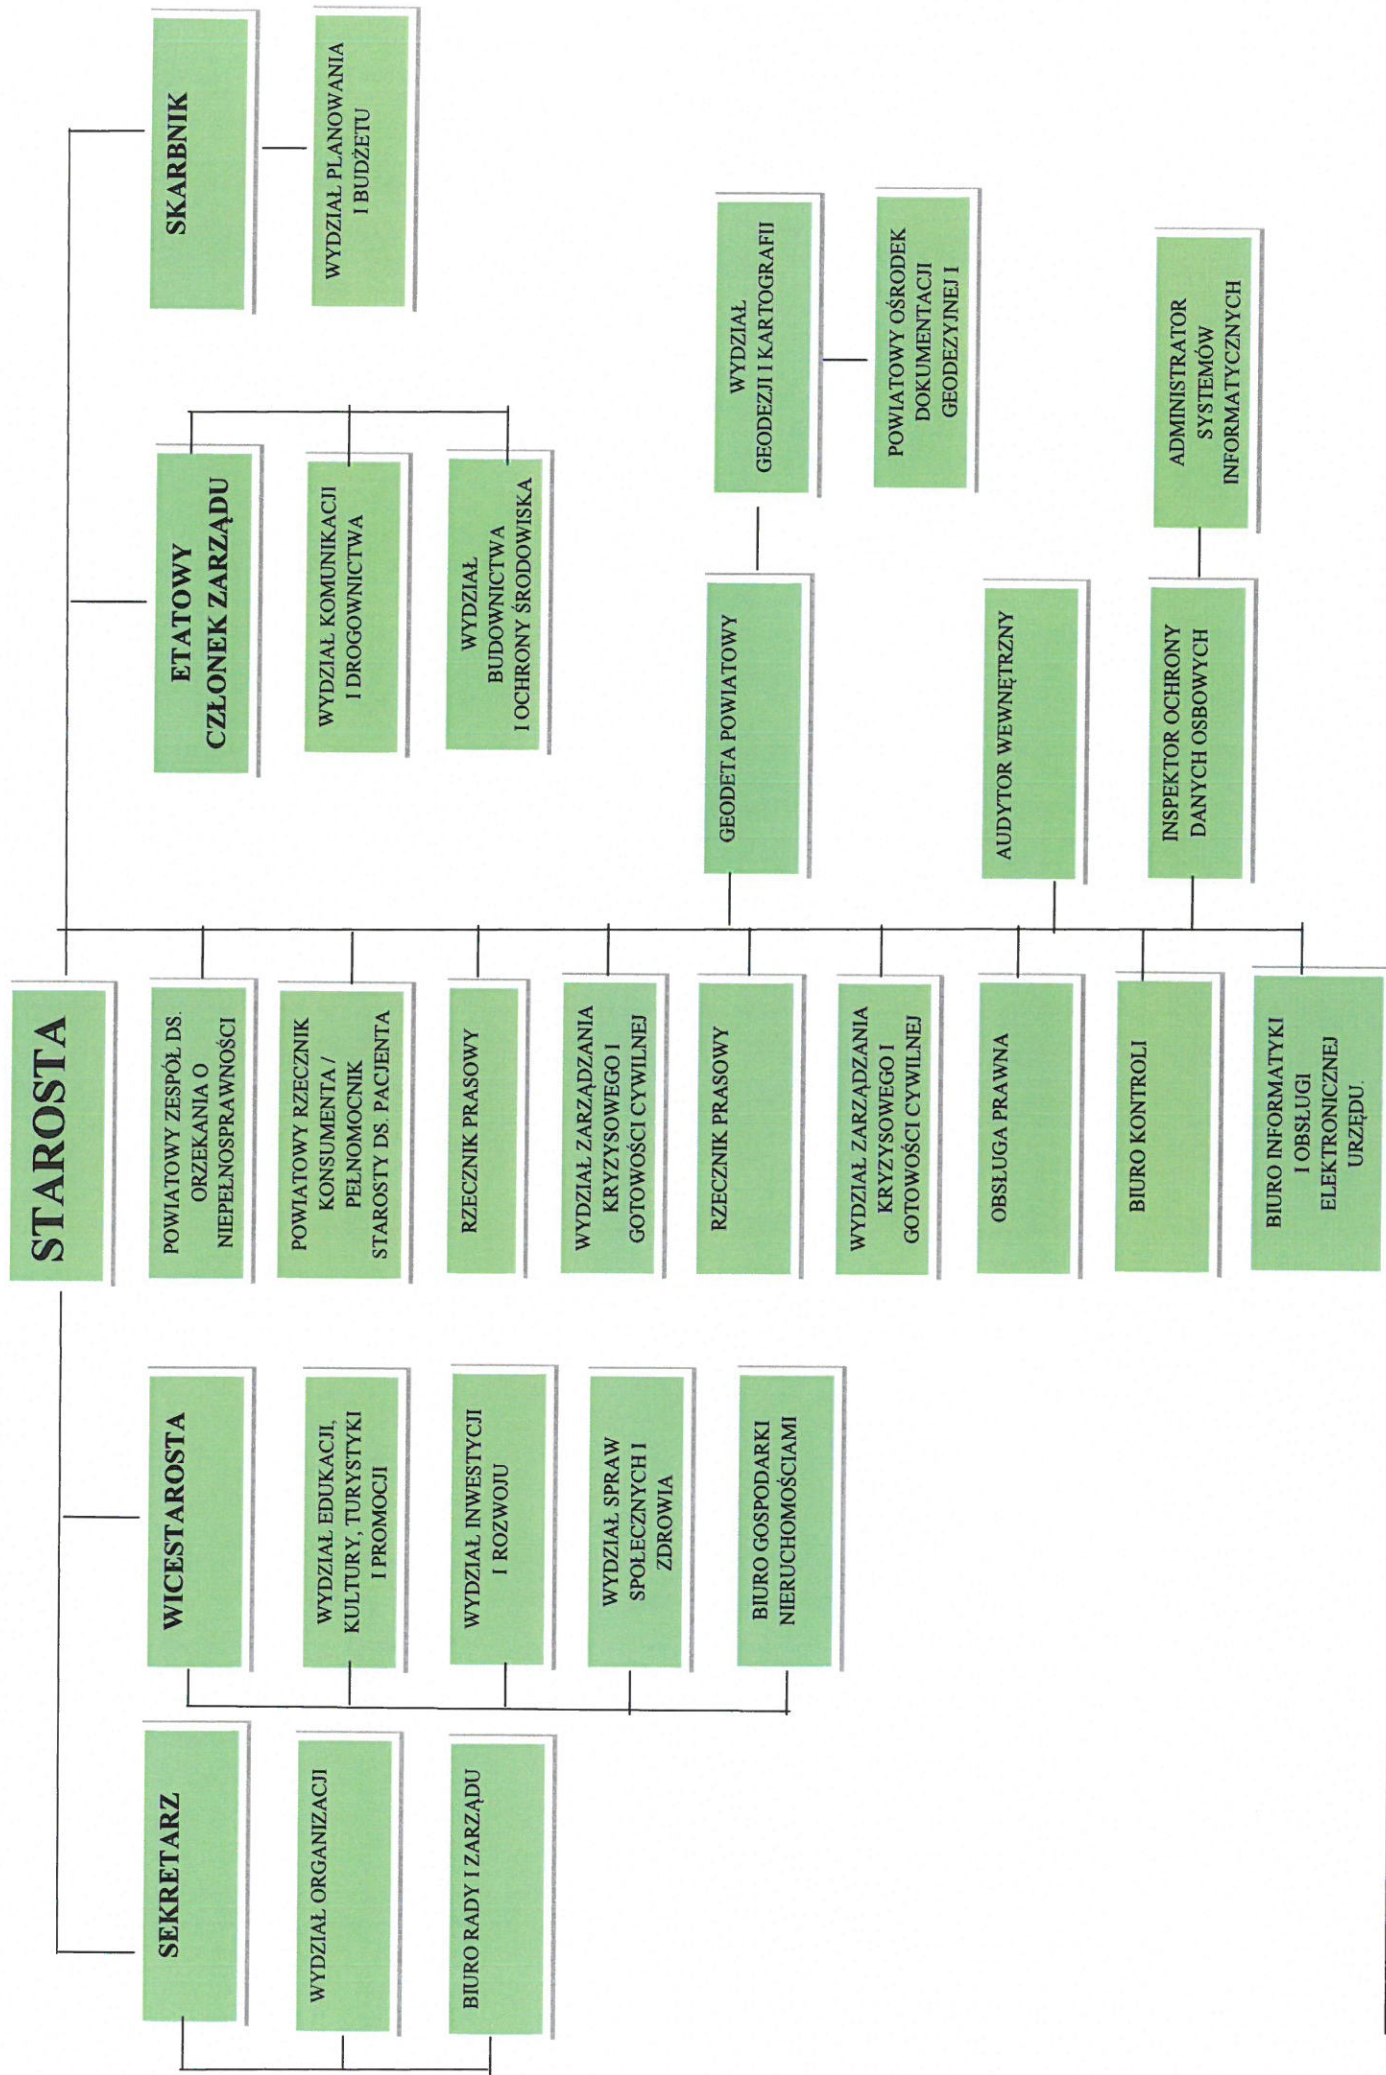 STAROSTA
SEKRETARZ
WYDZIAŁ ORGANIZACJI
BIURO RADY I ZARZĄDU
WICESTAROSTA
WYDZIAŁ EDUKACJI,
KULTURY, TURYSTYKI
I PROMOCJI
WYDZIAŁ INWESTYCJI
I ROZWOJU
WYDZIAŁ SPRAW
SPOŁECZNYCH I
ZDROWIA
BIURO GOSPODARKI
NIERUCHOMOŚCIAMI
POWIATOWY ZESPÓŁ DS.
ORZEKANIA O
NIEPEŁNOSPRAWNOŚCI
POWIATOWY RZECZNIK
KONSUMENTA /
PEŁNOMOCNIK
STAROSTY DS. PACJENTA
RZECZNIK PRASOWY
WYDZIAŁ ZARZĄDZANIA
KRYZYSOWEGO I
GOTOWOŚCI CYWILNEJ
RZECZNIK PRASOWY
WYDZIAŁ ZARZĄDZANIA
KRYZYSOWEGO I
GOTOWOŚCI CYWILNEJ
OBSŁUGA PRAWNA
BIURO KONTROLI
BIURO INFORMATYKI
I OBSŁUGI
ELEKTRONICZNEJ
URZĘDU.
ETATOWY
CZŁONEK ZARZĄDU
WYDZIAŁ KOMUNIKACJI
I DROGOWNICTWA
WYDZIAŁ
BUDOWNICTWA
I OCHRONY ŚRODOWISKA
GEODETA POWIATOWY
WYDZIAŁ
GEODEZJI I KARTOGRAFII
POWIATOWY OŚRODEK
DOKUMENTACJI
GEODEZYJNEJ I
AUDYTOR WEWNĘTRZNY
INSPEKTOR OCHRONY
DANYCH OSBOWYCH
ADMINISTRATOR
SYSTEMÓW
INFORMATYCZNYCH
SKARBNIK
WYDZIAŁ PLANOWANIA
I BUDŻETU